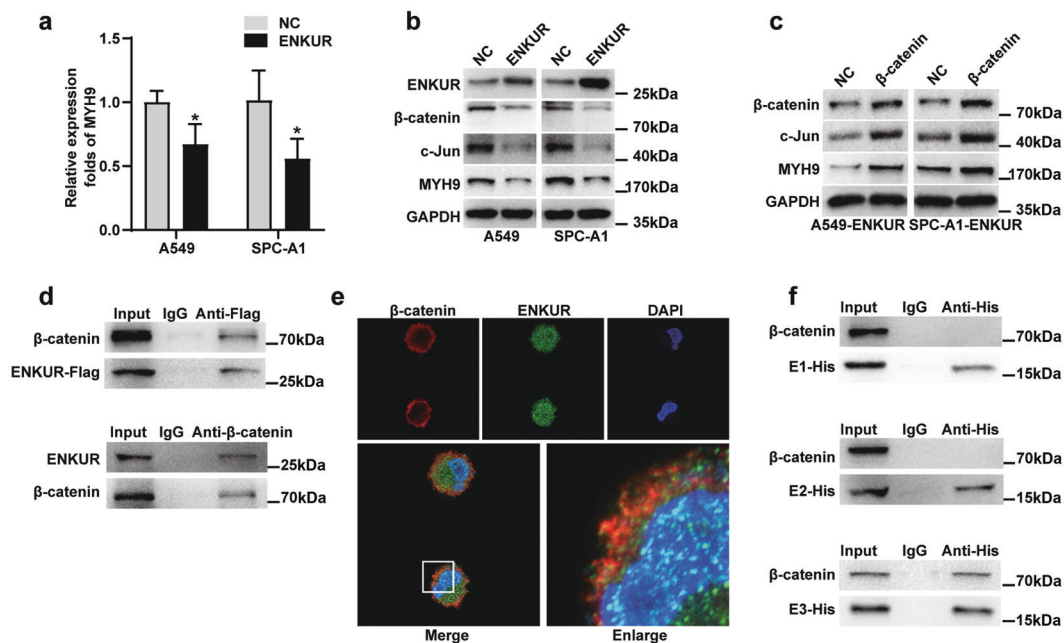 a
NC
ENKUR
Relative expression
folds of MYH9
1.5
1.0
0.5
0.0
*
*
A549
SPC-A1
b
NC
ENKUR
NC
ENKUR
ENKUR
25kDa
β-catenin
70kDa
c-Jun
40kDa
MYH9
170kDa
GAPDH
35kDa
A549
SPC-A1
c
NC
β-catenin
NC
β-catenin
β-catenin
70kDa
c-Jun
40kDa
MYH9
170kDa
GAPDH
35kDa
A549-ENKUR SPC-A1-ENKUR
d
Input IgG Anti-Flag
β-catenin
70kDa
ENKUR-Flag
25kDa
Input IgG Anti-β-catenin
ENKUR
25kDa
β-catenin
70kDa
e
β-catenin
ENKUR
DAPI
Merge
Enlarge
f
Input IgG Anti-His
β-catenin
70kDa
E1-His
15kDa
Input IgG Anti-His
β-catenin
70kDa
E2-His
15kDa
Input IgG Anti-His
β-catenin
70kDa
E3-His
15kDa